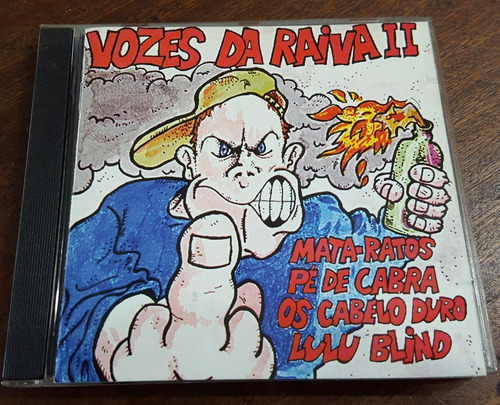 VOZES DA RAIVA II
MATA-RATOS
PÉ DE CABRA
OS CABELO DURO
LULU BLIND